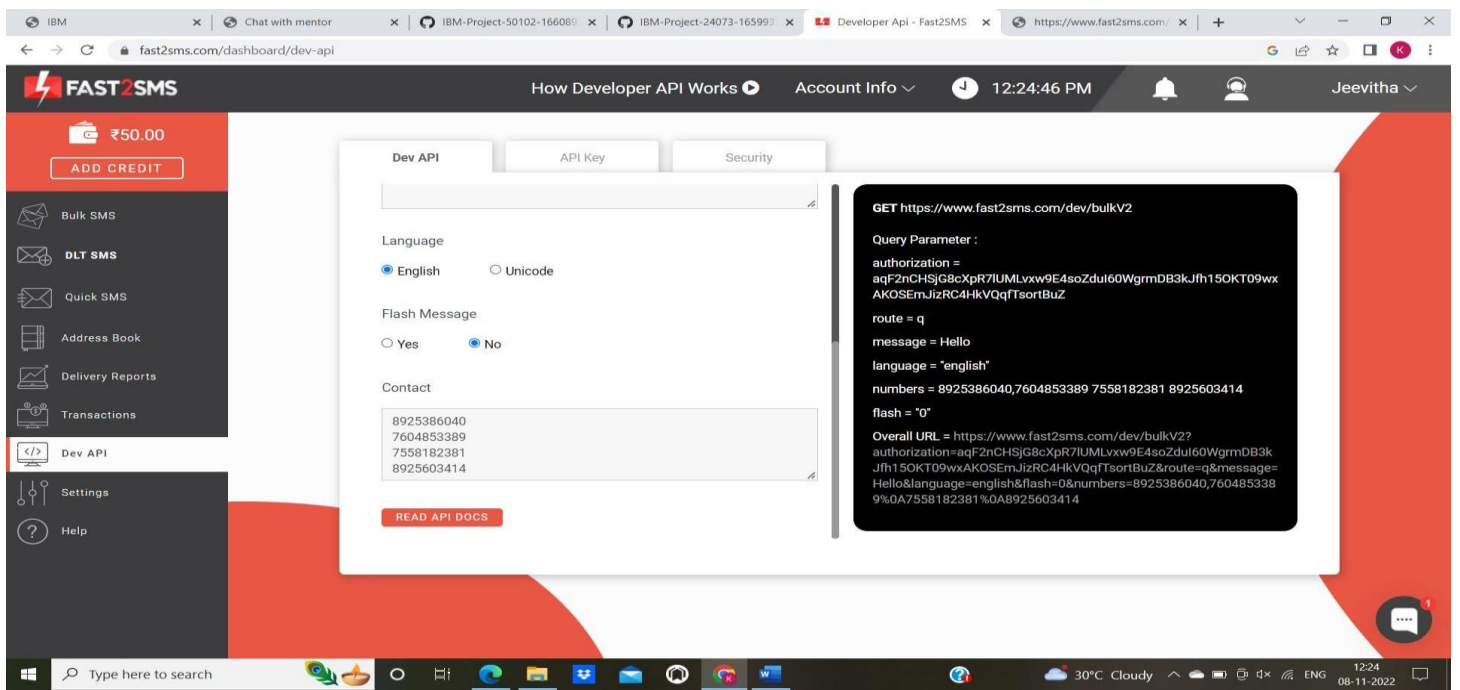 IBM
Chat with mentor
IBM-Project-50102-166089
IBM-Project-24073-165993
Developer Api - Fast2SMS
https://www.fast2sms.com/
fast2sms.com/dashboard/dev-api
G
K
FAST2SMS
How Developer API Works
Account Info
12:24:46 PM
Jeevitha
₹50.00
ADD CREDIT
Bulk SMS
DLT SMS
Quick SMS
Address Book
Delivery Reports
Transactions
Dev API
Settings
Help
Dev API
API Key
Security
Language
English
Unicode
Flash Message
Yes
No
Contact
8925386040
7604853389
7558182381
8925603414
READ API DOCS
GET https://www.fast2sms.com/dev/bulkV2
Query Parameter :
authorization =
aqF2nCHSjG8cXpR7lUMLvxw9E4soZduI60WgrmDB3kJfh15OKT09wx
AKOSEmJizRC4HkVQqfTsortBuZ
route = q
message = Hello
language = "english"
numbers = 8925386040,7604853389 7558182381 8925603414
flash = "0"
Overall URL = https://www.fast2sms.com/dev/bulkV2?
authorization=aqF2nCHSjG8cXpR7lUMLvxw9E4soZduI60WgrmDB3k
Jfh15OKT09wxAKOSEmJizRC4HkVQqfTsortBuZ&route=q&message=
Hello&language=english&flash=0&numbers=8925386040,760485338
9%0A7558182381%0A8925603414
1
Type here to search
30°C Cloudy
ENG
12:24
08-11-2022